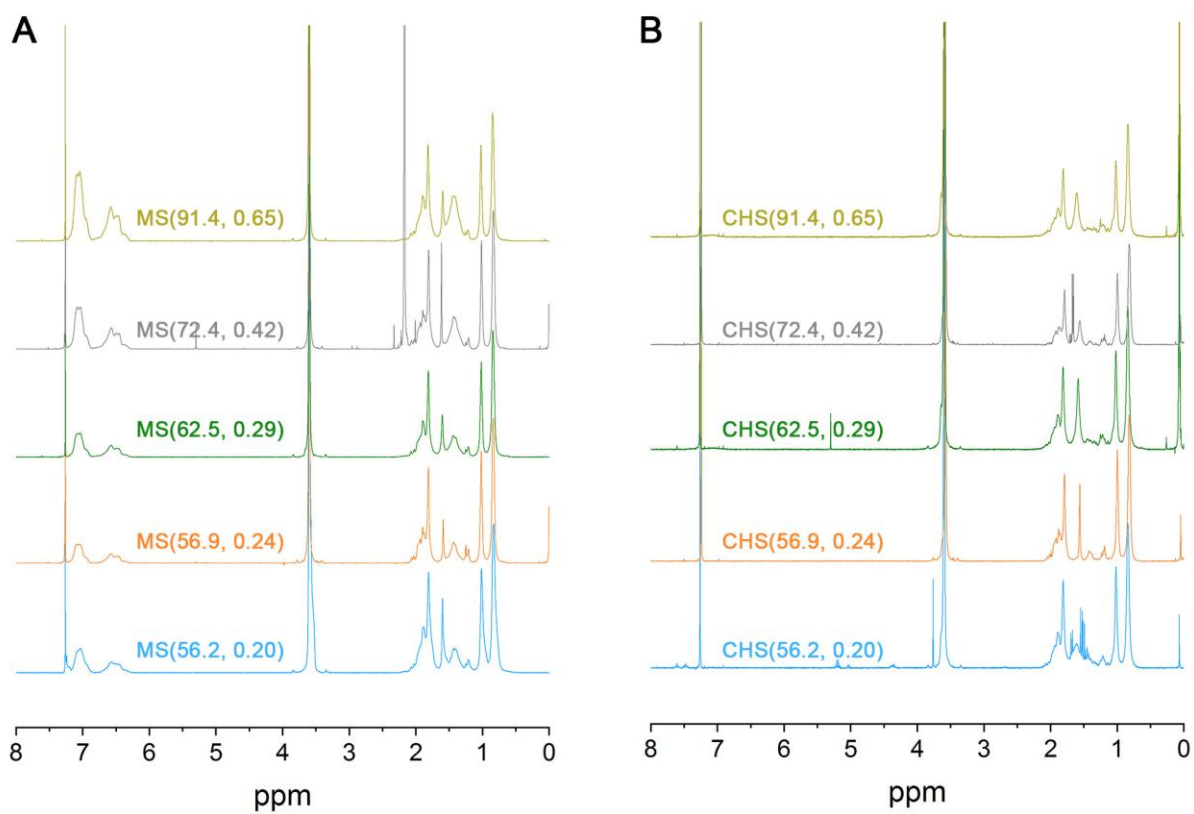 A
MS(91.4, 0.65)
MS(72.4, 0.42)
MS(62.5, 0.29)
MS(56.9, 0.24)
MS(56.2, 0.20)
8 7 6 5 4 3 2 1 0
ppm
B
CHS(91.4, 0.65)
CHS(72.4, 0.42)
CHS(62.5, 0.29)
CHS(56.9, 0.24)
CHS(56.2, 0.20)
8 7 6 5 4 3 2 1 0
ppm